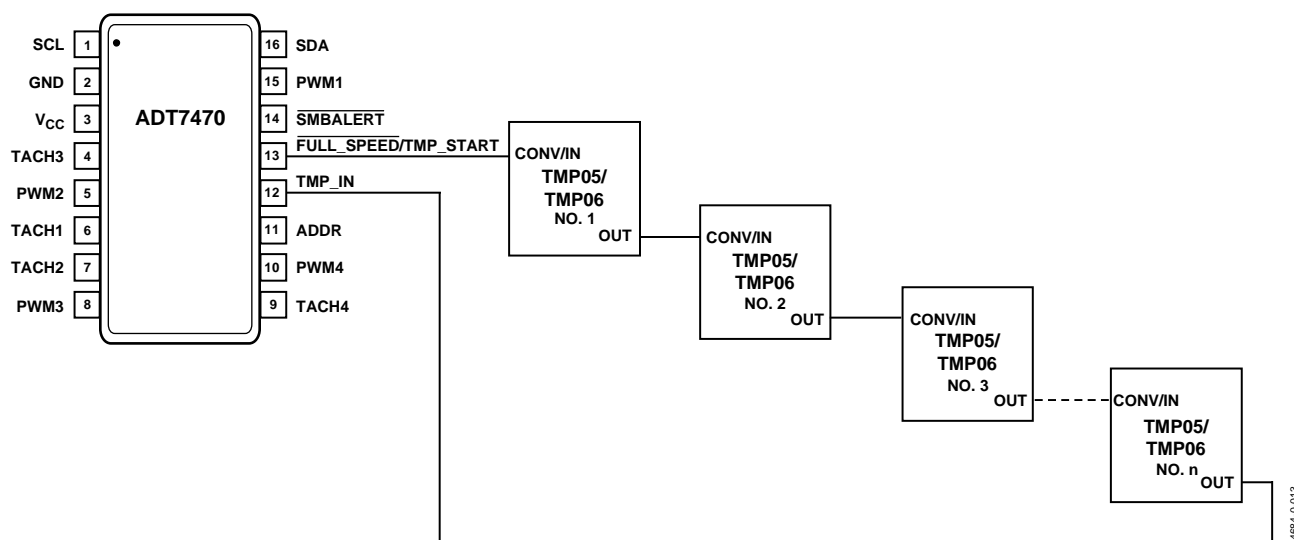 SCL 1
GND 2
VCC 3
TACH3 4
PWM2 5
TACH1 6
TACH2 7
PWM3 8
ADT7470
16 SDA
15 PWM1
14 SMBALERT
13 FULL_SPEED/TMP_START
12 TMP_IN
11 ADDR
10 PWM4
9 TACH4
CONV/IN
TMP05/
TMP06
NO. 1
OUT
CONV/IN
TMP05/
TMP06
NO. 2
OUT
CONV/IN
TMP05/
TMP06
NO. 3
OUT
CONV/IN
TMP05/
TMP06
NO. n
OUT
4684-0-013